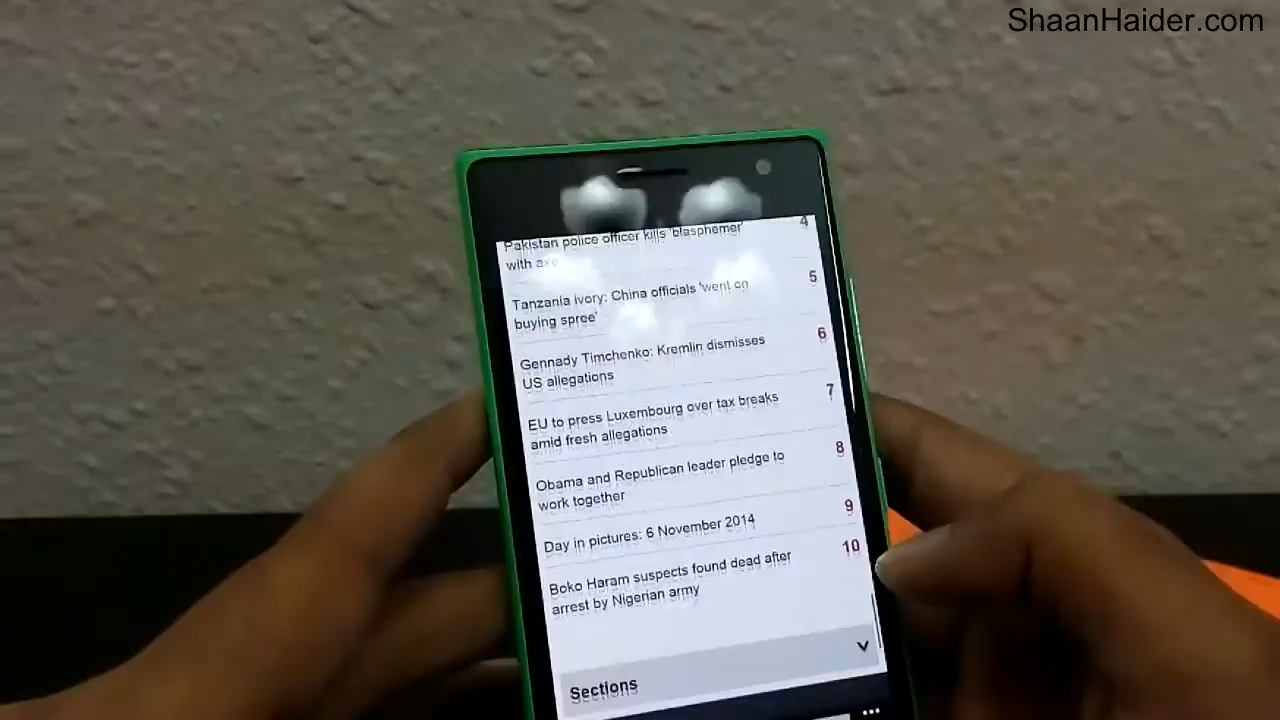 ShaanHaider.com
Pakistan police officer kills 'blasphemer' 4
with axe
Tanzania ivory: China officials 'went on 5
buying spree'
Gennady Timchenko: Kremlin dismisses 6
US allegations
EU to press Luxembourg over tax breaks 7
amid fresh allegations
Obama and Republican leader pledge to 8
work together
Day in pictures: 6 November 2014 9
Boko Haram suspects found dead after 10
arrest by Nigerian army
Sections